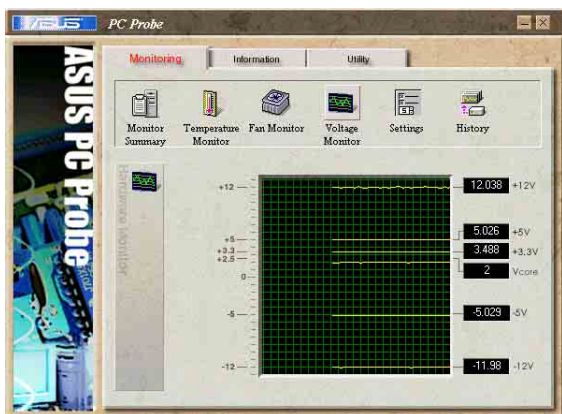 ASUS
PC Probe
ASUS PC Probe
Monitoring
Information
Utility
Monitor Summary
Temperature Monitor
Fan Monitor
Voltage Monitor
Settings
History
Hardware Monitor
+12
+5
+3.3
+2.5
0
-5
-12
12.038 +12V
5.026 +5V
3.488 +3.3V
2 Vcore
-5.029 -5V
-11.98 -12V